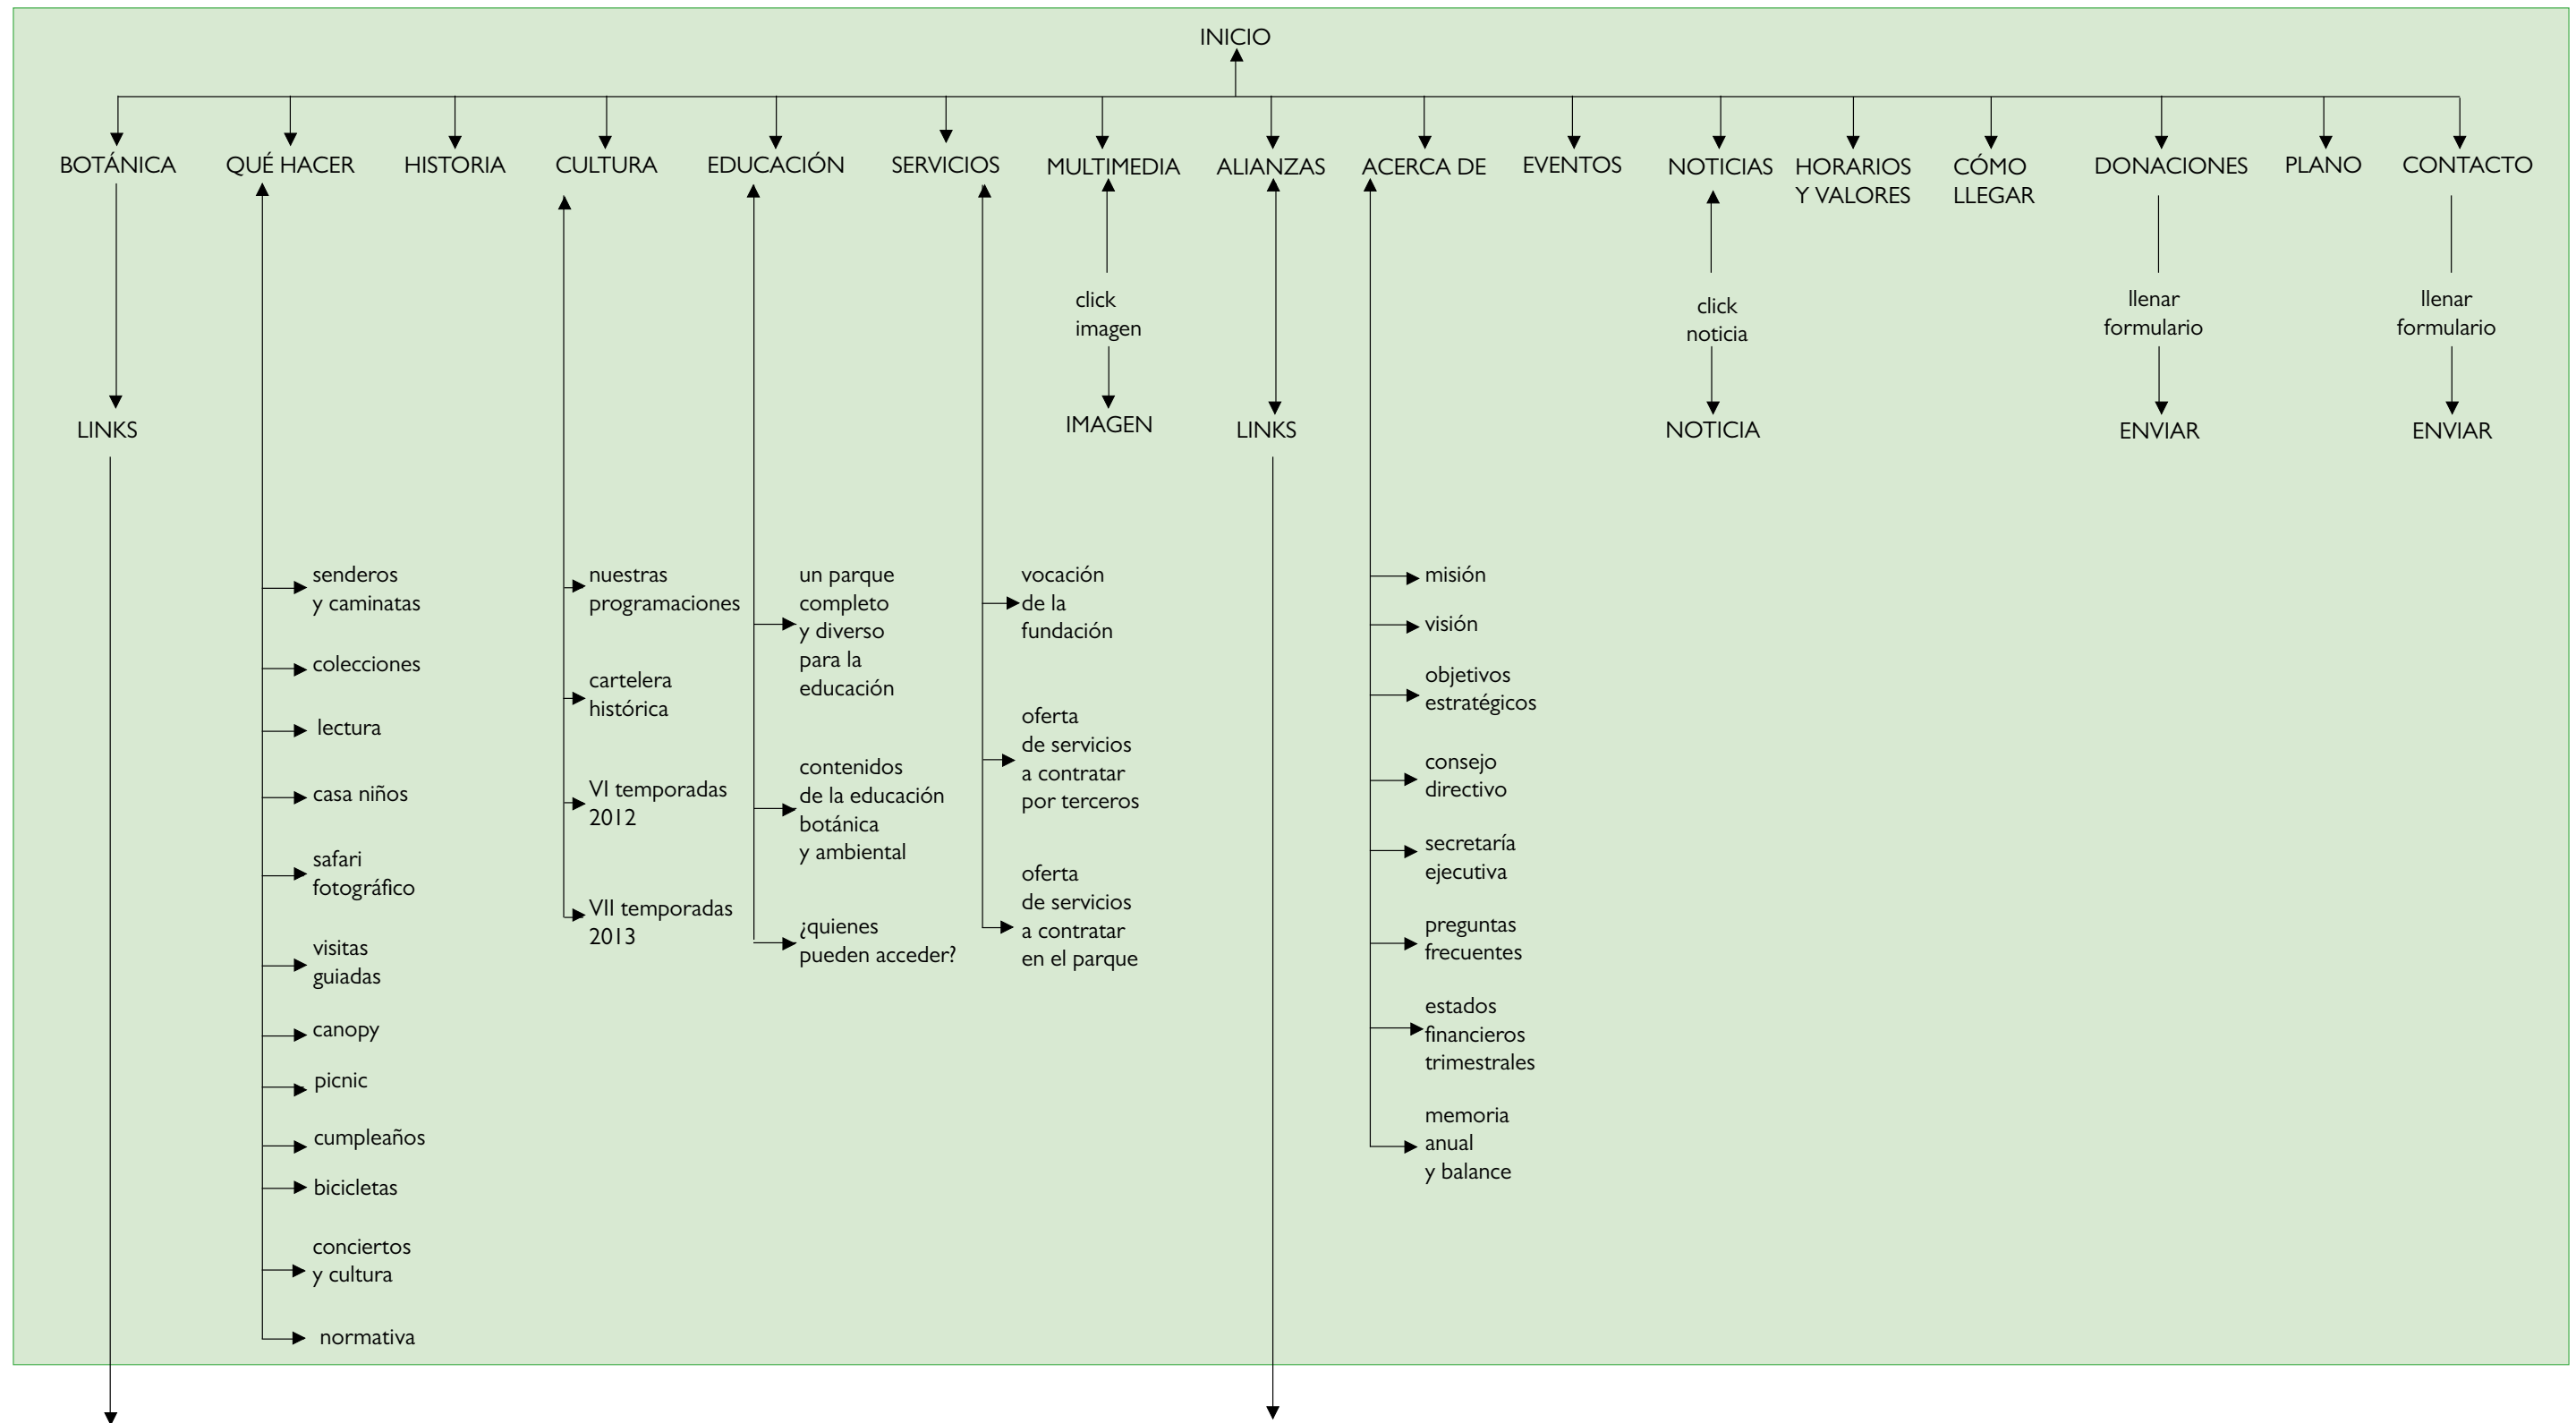 INICIO
BOTÁNICA
QUÉ HACER
HISTORIA
CULTURA
EDUCACIÓN
SERVICIOS
MULTIMEDIA
ALIANZAS
ACERCA DE
EVENTOS
NOTICIAS
HORARIOS
Y VALORES
CÓMO
LLEGAR
DONACIONES
PLANO
CONTACTO
LINKS
senderos
y caminatas
colecciones
lectura
casa niños
safari
fotográfico
visitas
guiadas
canopy
picnic
cumpleaños
bicicletas
conciertos
y cultura
normativa
nuestras
programaciones
cartelera
histórica
VI temporadas
2012
VII temporadas
2013
un parque
completo
y diverso
para la
educación
contenidos
de la educación
botánica
y ambiental
¿quienes
pueden acceder?
vocación
de la
fundación
oferta
de servicios
a contratar
por terceros
oferta
de servicios
a contratar
en el parque
click
imagen
IMAGEN
LINKS
misión
visión
objetivos
estratégicos
consejo
directivo
secretaría
ejecutiva
preguntas
frecuentes
estados
financieros
trimestrales
memoria
anual
y balance
click
noticia
NOTICIA
llenar
formulario
ENVIAR
llenar
formulario
ENVIAR